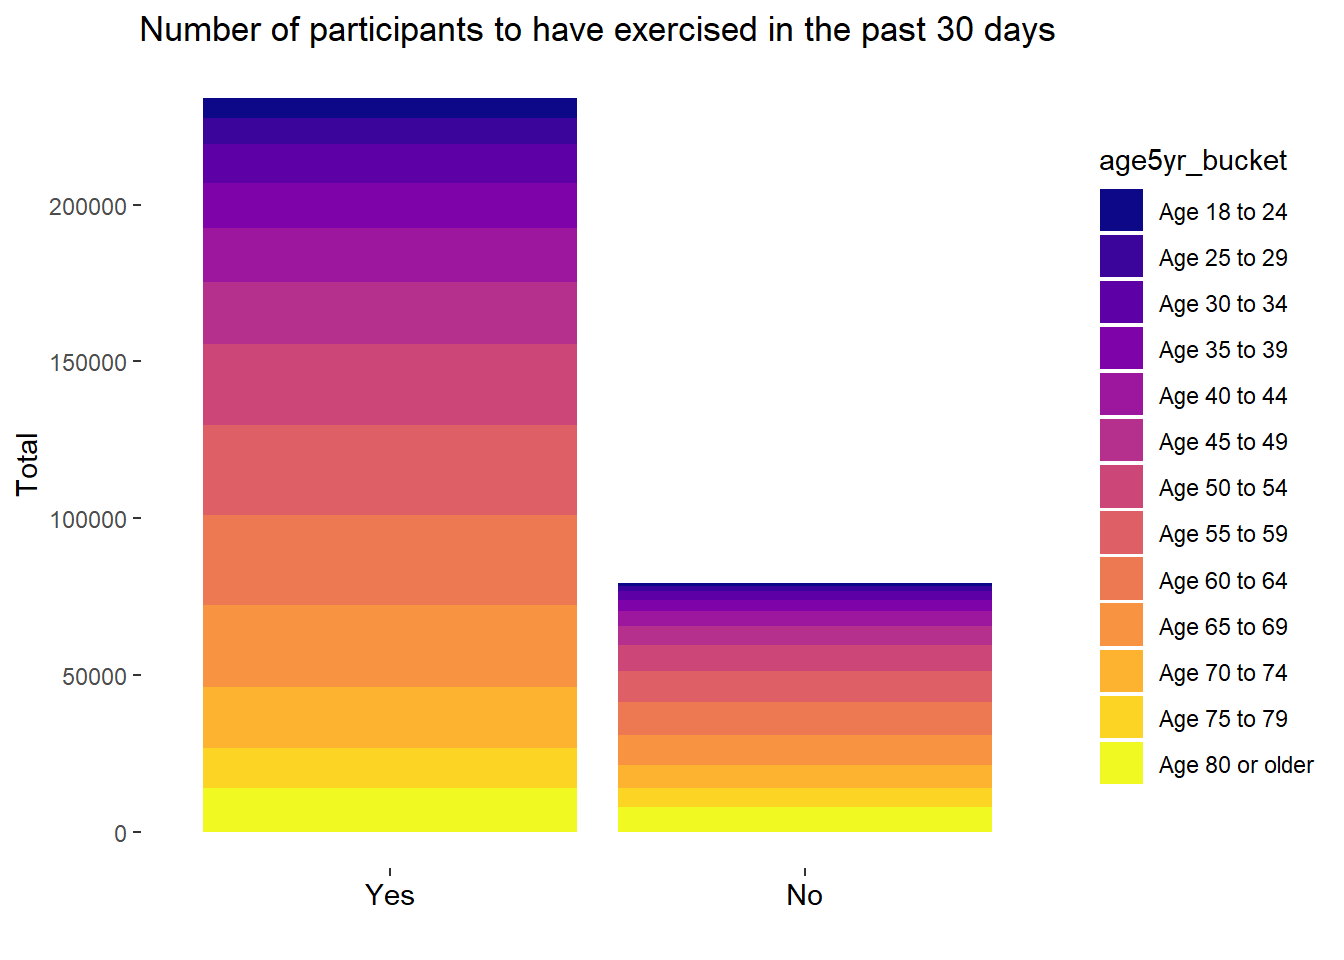 Number of participants to have exercised in the past 30 days
Total
200000
150000
100000
50000
0
Yes
No
age5yr_bucket
Age 18 to 24
Age 25 to 29
Age 30 to 34
Age 35 to 39
Age 40 to 44
Age 45 to 49
Age 50 to 54
Age 55 to 59
Age 60 to 64
Age 65 to 69
Age 70 to 74
Age 75 to 79
Age 80 or older